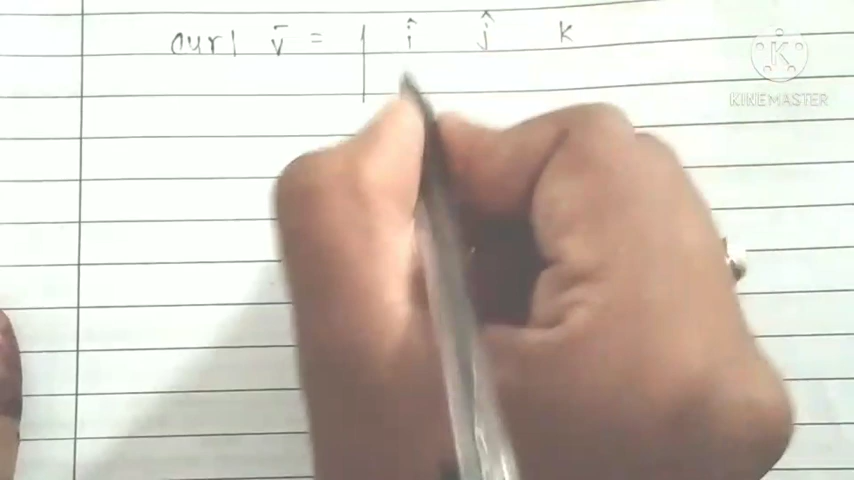 curl v̄ = | î ĵ k
KINEMASTER